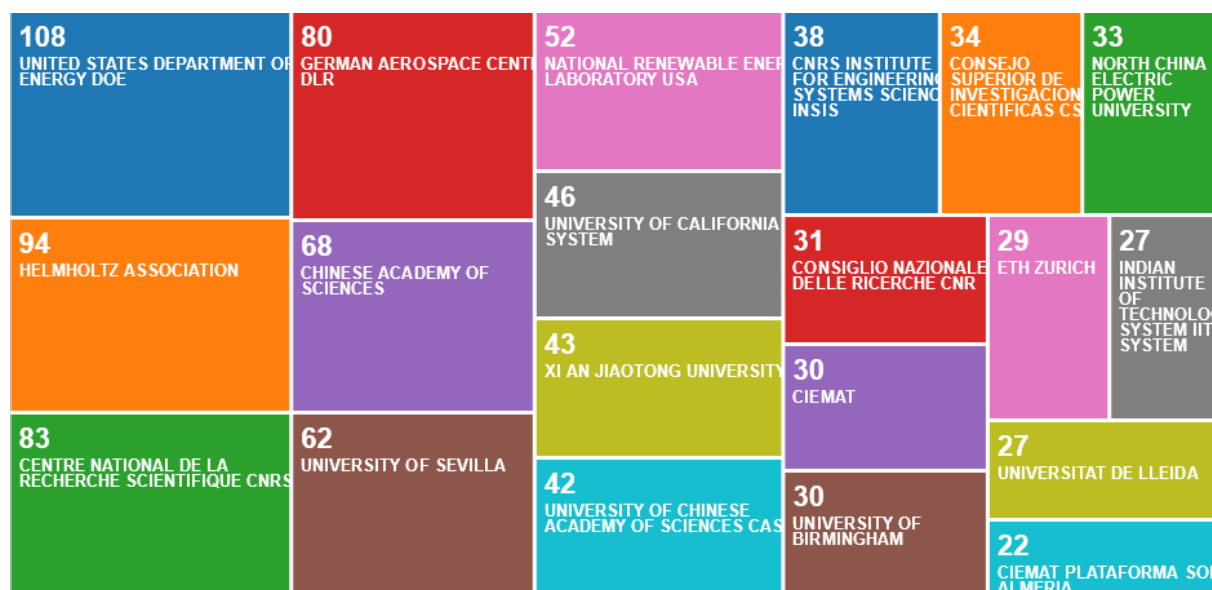 108
UNITED STATES DEPARTMENT OF
ENERGY DOE
94
HELMHOLTZ ASSOCIATION
83
CENTRE NATIONAL DE LA
RECHERCHE SCIENTIFIQUE CNRS
80
GERMAN AEROSPACE CENT
DLR
68
CHINESE ACADEMY OF
SCIENCES
62
UNIVERSITY OF SEVILLA
52
NATIONAL RENEWABLE ENER
LABORATORY USA
46
UNIVERSITY OF CALIFORNIA
SYSTEM
43
XI AN JIAOTONG UNIVERSITY
42
UNIVERSITY OF CHINESE
ACADEMY OF SCIENCES CAS
38
CNRS INSTITUTE
FOR ENGINEERING
SYSTEMS SCIENC
INSIS
34
CONSEJO
SUPERIOR DE
INVESTIGACION
CIENTIFICAS CS
33
NORTH CHINA
ELECTRIC
POWER
UNIVERSITY
31
CONSIGLIO NAZIONALE
DELLE RICERCHE CNR
30
CIEMAT
30
UNIVERSITY OF
BIRMINGHAM
29
ETH ZURICH
27
INDIAN
INSTITUTE
OF
TECHNOLO
SYSTEM IIT
SYSTEM
27
UNIVERSITAT DE LLEIDA
22
CIEMAT PLATAFORMA SO
ALMERIA